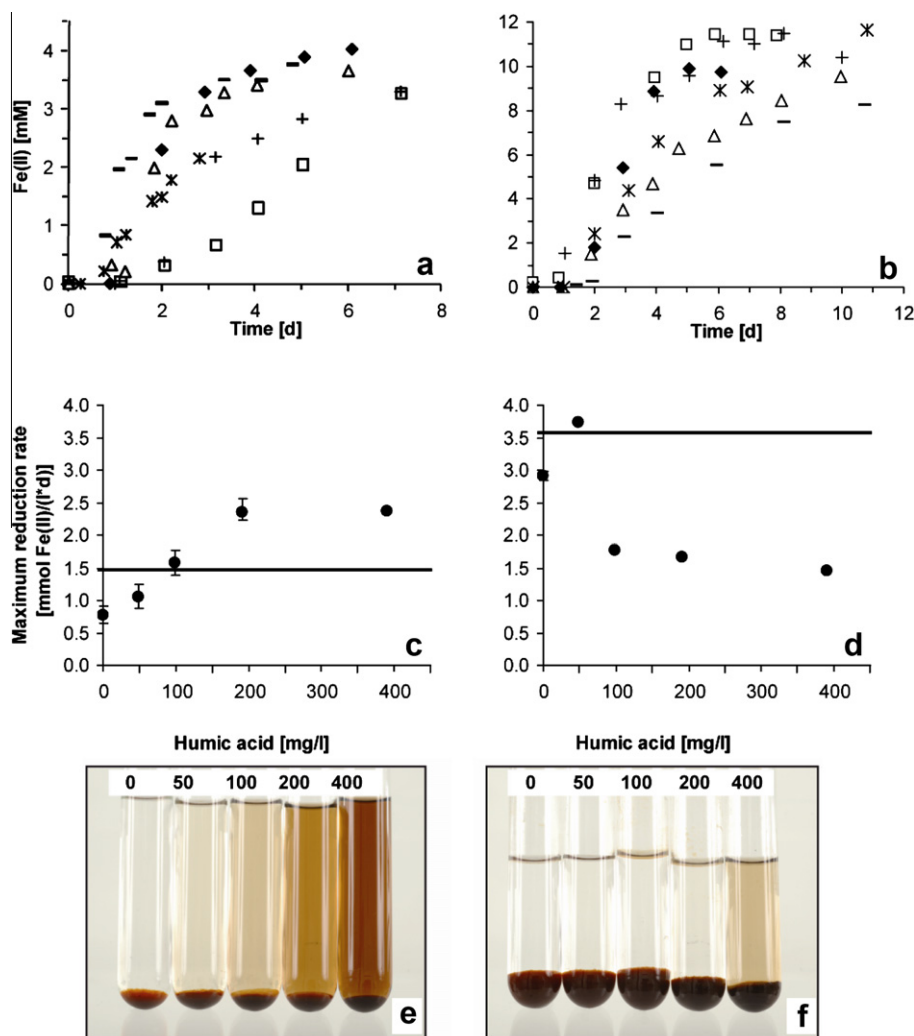 Fe(II) [mM]
4
3
2
1
0
0 2 4 6 8
Time [d]
a
12
10
8
6
4
2
0
0 2 4 6 8 10 12
Time [d]
b
Maximum reduction rate
[mmol Fe(II)/(l*d)]
4.0
3.5
3.0
2.5
2.0
1.5
1.0
0.5
0.0
0 100 200 300 400
c
4.0
3.5
3.0
2.5
2.0
1.5
1.0
0.5
0.0
0 100 200 300 400
d
Humic acid [mg/l]
0 50 100 200 400
e
Humic acid [mg/l]
0 50 100 200 400
f